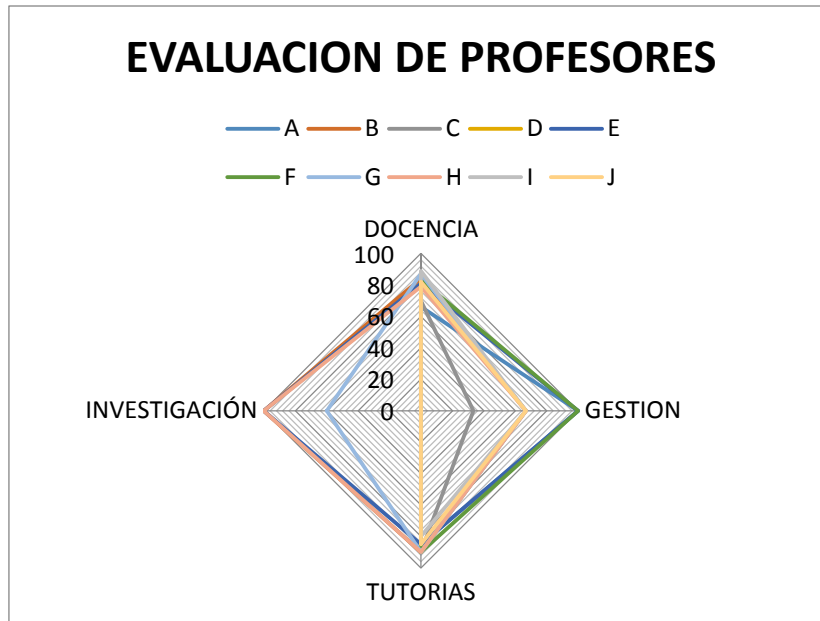 EVALUACION DE PROFESORES
A B C D E
F G H I J
DOCENCIA
100
80
60
40
20
0
INVESTIGACIÓN
GESTION
TUTORIAS